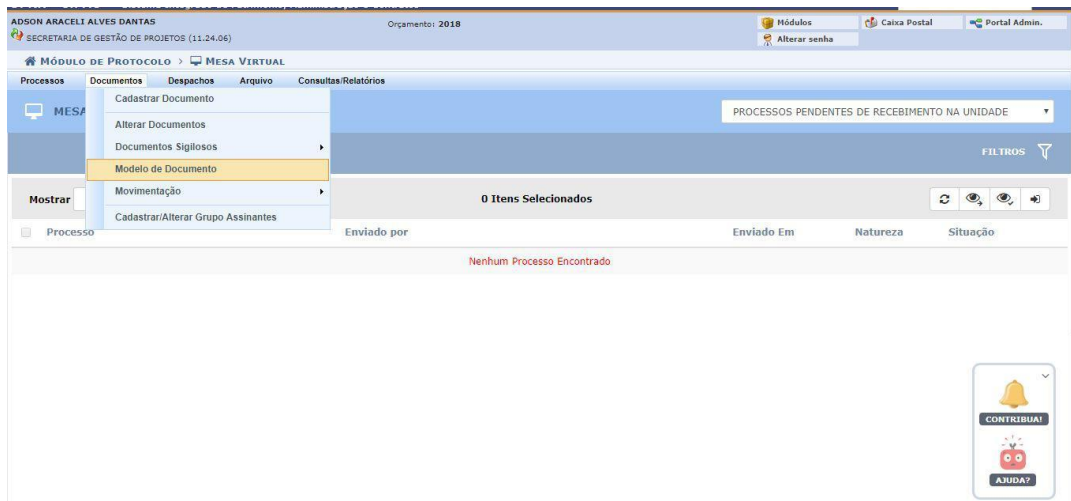 ADSON ARACELI ALVES DANTAS
Orçamento: 2018
Módulos
Caixa Postal
Portal Admin.
SECRETARIA DE GESTÃO DE PROJETOS (11.24.06)
Alterar senha
MÓDULO DE PROTOCOLO > MESA VIRTUAL
Processos Documentos Despachos Arquivo Consultas/Relatórios
Cadastrar Documento
MESA
PROCESSOS PENDENTES DE RECEBIMENTO NA UNIDADE
Alterar Documentos
Documentos Sigilosos
FILTROS
Modelo de Documento
Movimentação
Mostrar
0 Itens Selecionados
Cadastrar/Alterar Grupo Assinantes
Processo Enviado por Enviado Em Natureza Situação
Nenhum Processo Encontrado
CONTRIBUA!
AJUDA?